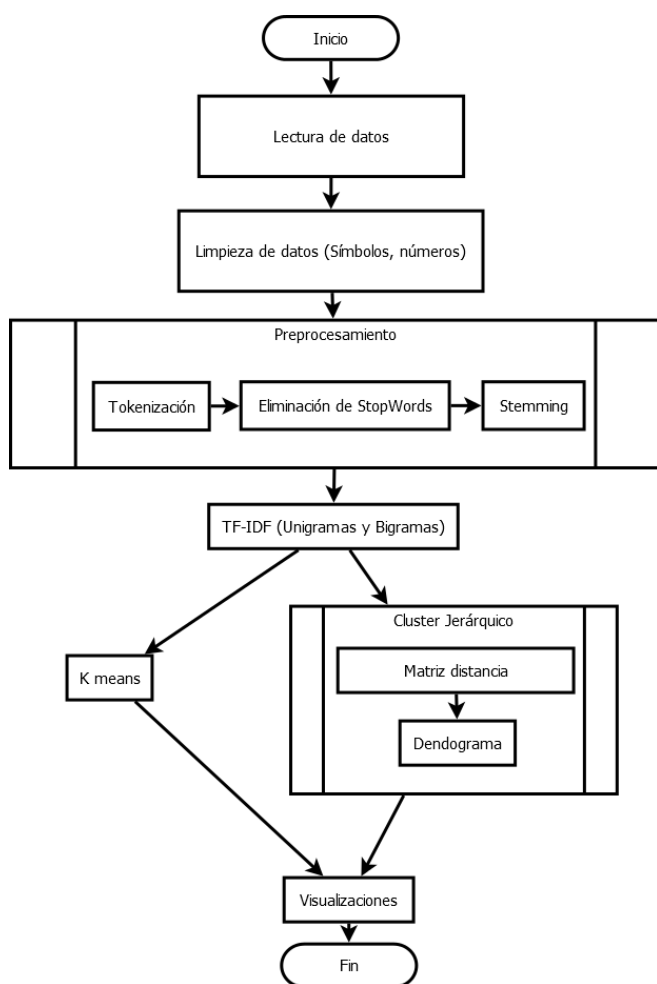 Inicio
Lectura de datos
Limpieza de datos (Símbolos, números)
Preprocesamiento
Tokenización
Eliminación de StopWords
Stemming
TF-IDF (Unigramas y Bigramas)
Cluster Jerárquico
Matriz distancia
K means
Dendograma
Visualizaciones
Fin